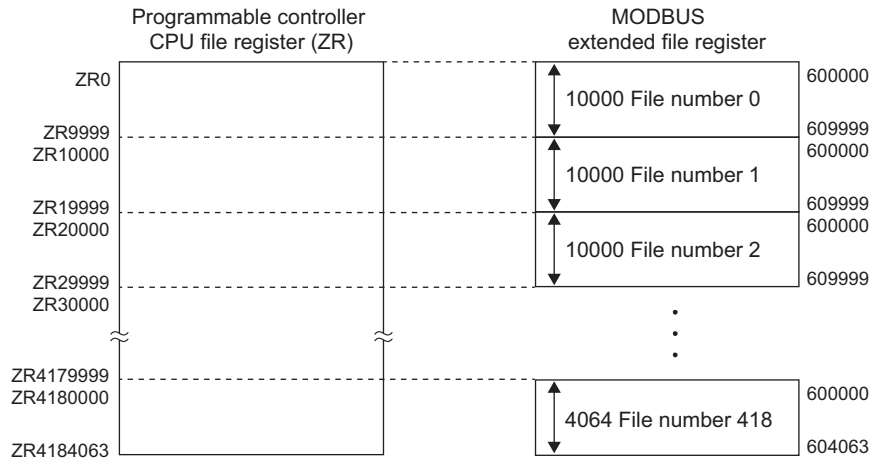 Programmable controller
CPU file register (ZR)
MODBUS
extended file register
ZR0
10000 File number 0
600000
ZR9999
609999
ZR10000
600000
10000 File number 1
ZR19999
609999
ZR20000
600000
10000 File number 2
ZR29999
609999
ZR30000
ZR4179999
ZR4180000
600000
4064 File number 418
ZR4184063
604063